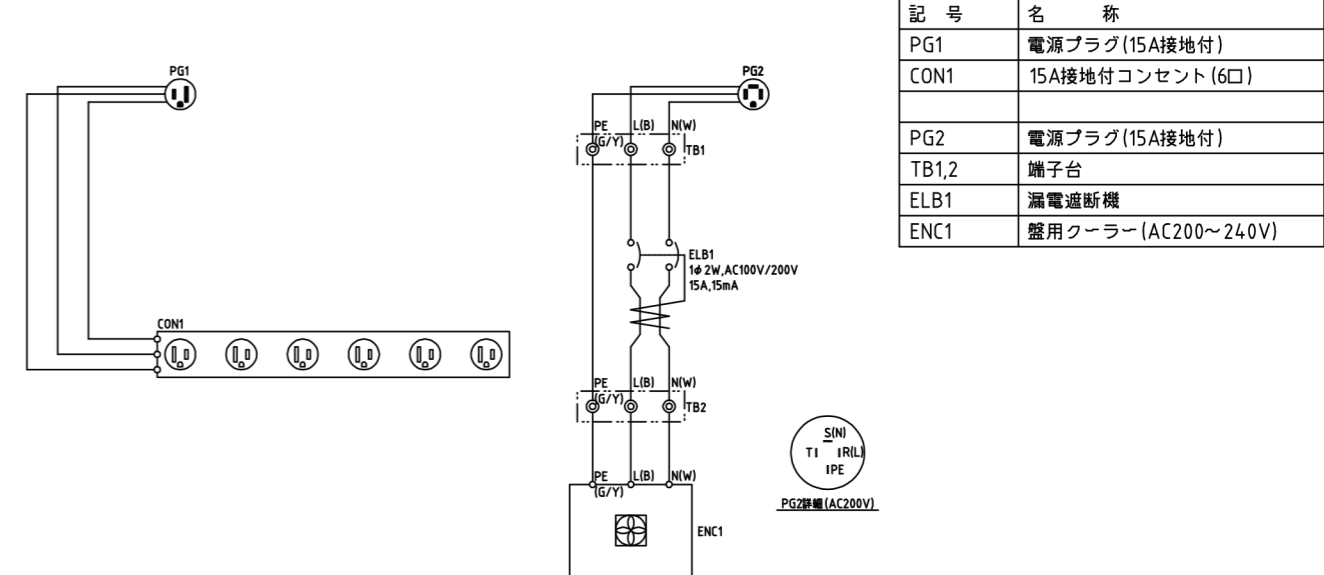 記 号 名 称
PG1 電源プラグ(15A接地付)
CON1 15A接地付コンセント(6口)
PG2 電源プラグ(15A接地付)
TB1,2 端子台
ELB1 漏電遮断機
ENC1 盤用クーラー(AC200～240V)
PG1
CON1
PG2
PE L(B) N(W)
(G/Y)
TB1
ELB1
1φ2W,AC100V/200V
15A,15mA
PE L(B) N(W)
(G/Y)
TB2
PE L(B) N(W)
(G/Y)
ENC1
S(N)
T R(L)
PE
PG2詳細(AC200V)